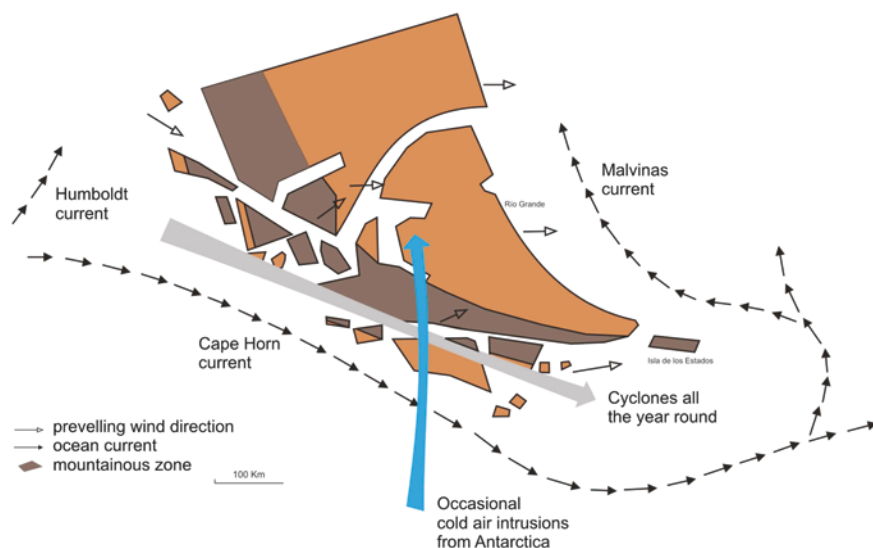 Malvinas
current
Humboldt
current
Río Grande
Cape Horn
current
Isla de los Estados
Cyclones all
the year round
prevelling wind direction
ocean current
mountainous zone
100 Km
Occasional
cold air intrusions
from Antarctica